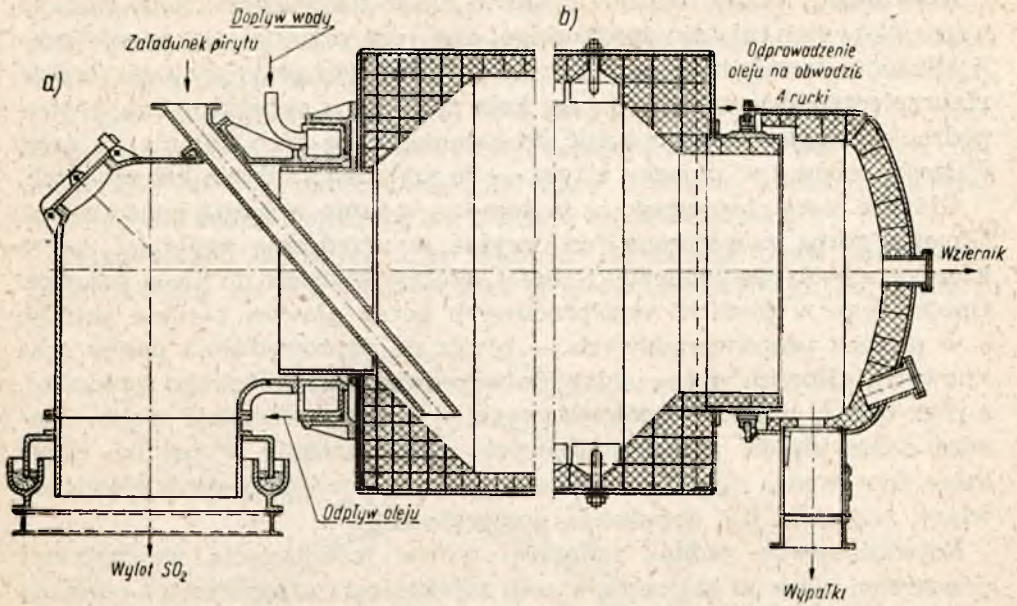 Dopływ wody
Załadunek pirytu
a)
b)
Odprowadzenie
oleju na obwodzie
4 rurki
Wziernik
Odpływ oleju
Wylot SO₂
Wypałki